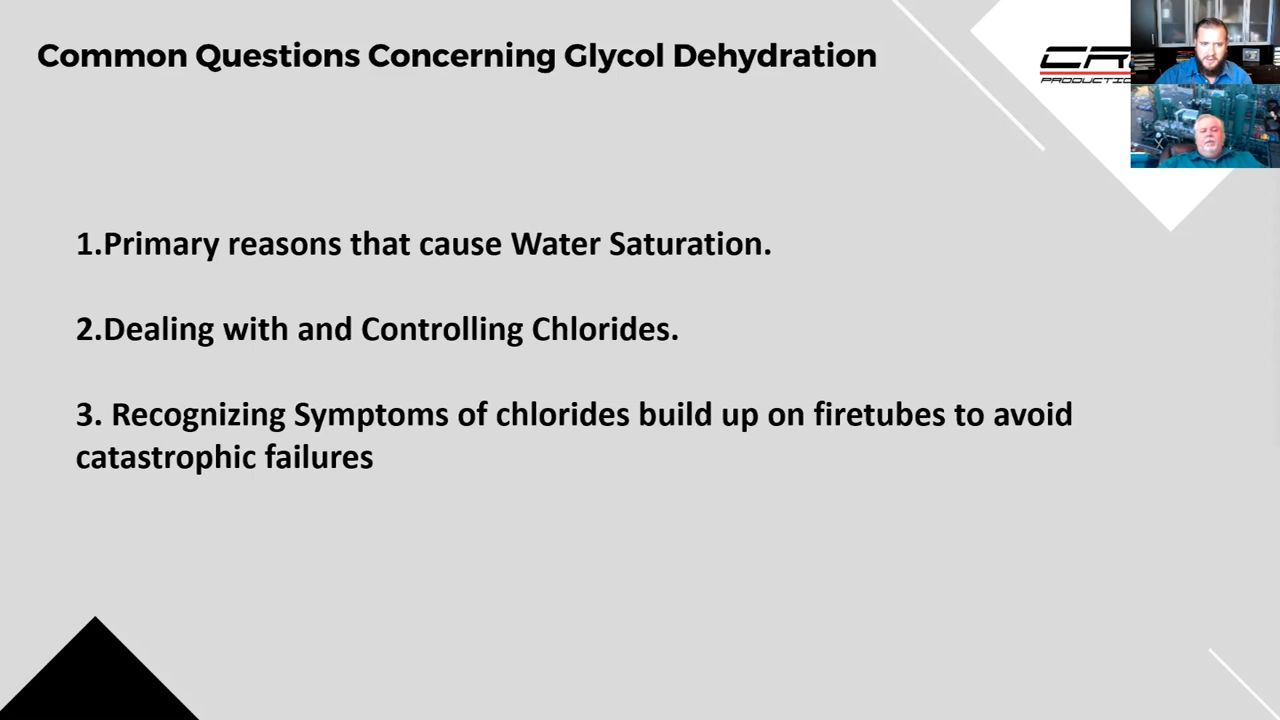 Common Questions Concerning Glycol Dehydration
1.Primary reasons that cause Water Saturation.
2.Dealing with and Controlling Chlorides.
3. Recognizing Symptoms of chlorides build up on firetubes to avoid
catastrophic failures